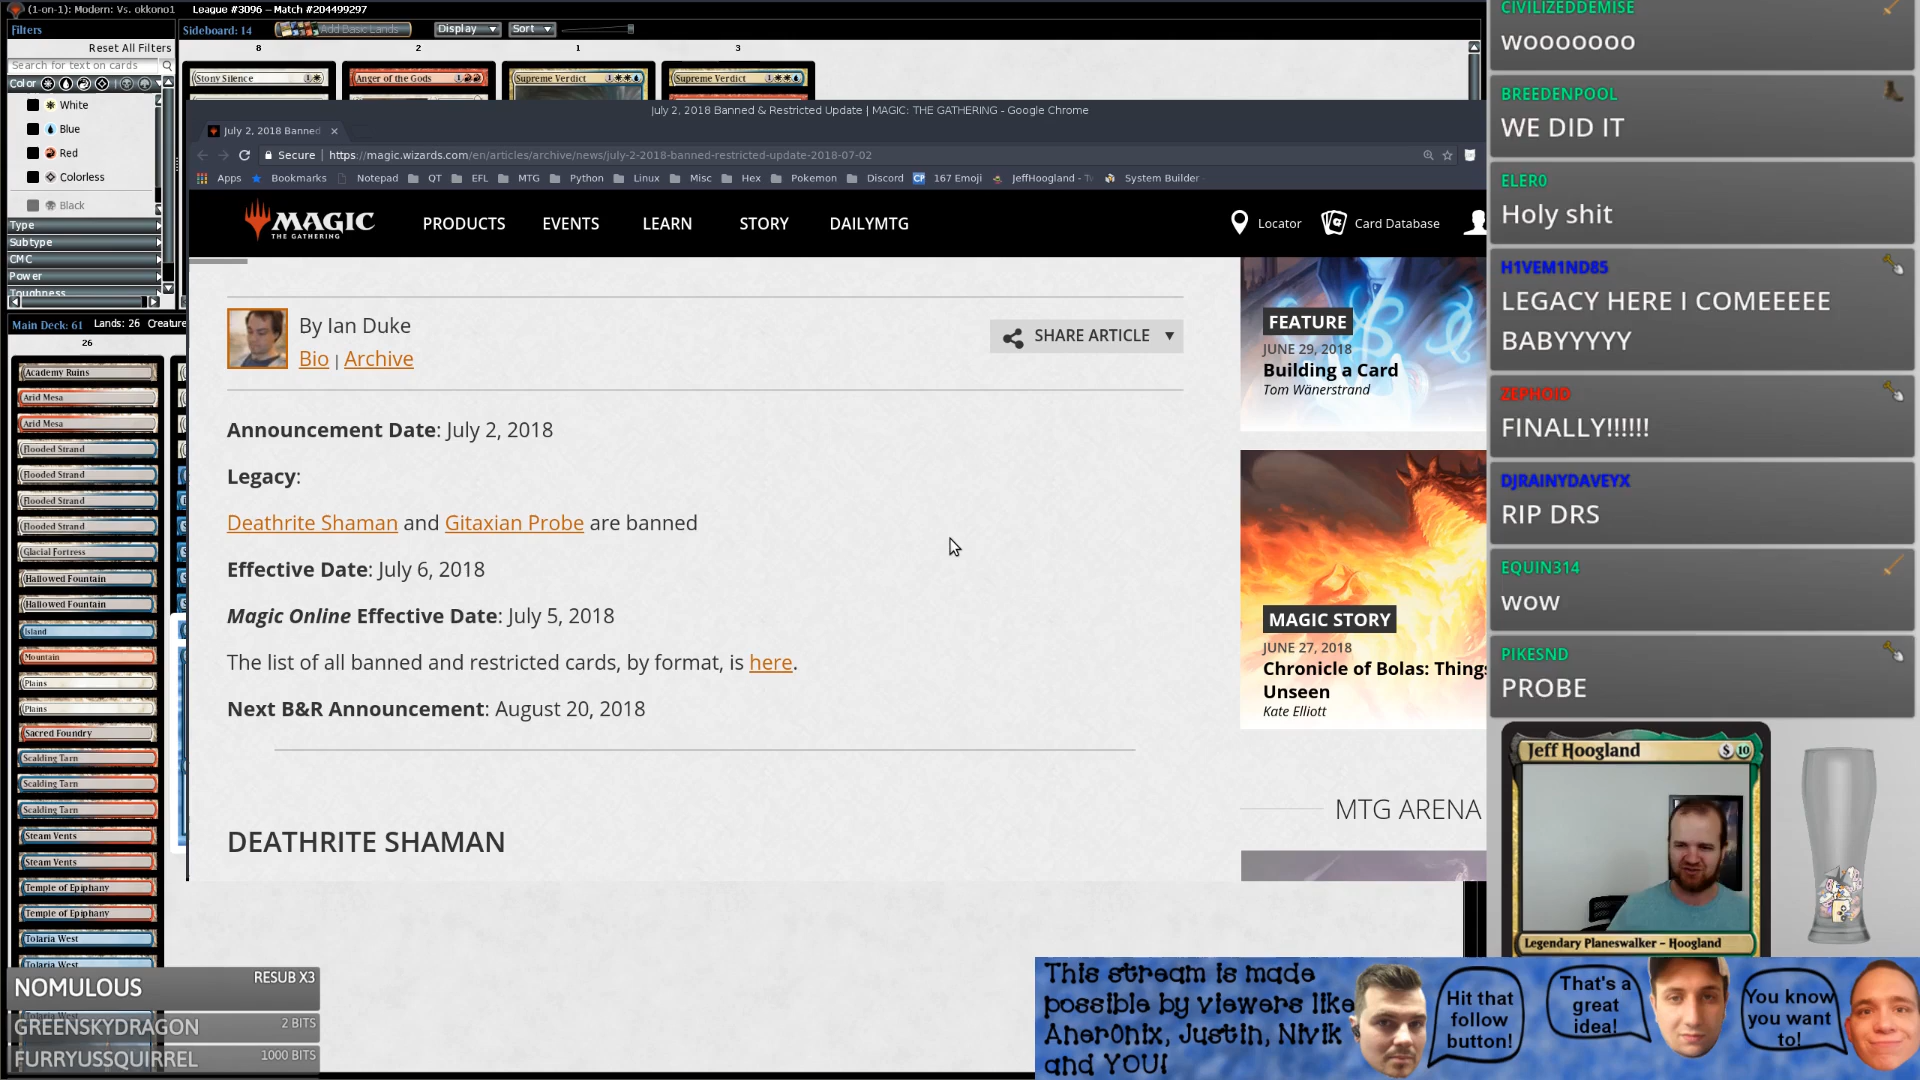 (1-on-1): Modern: Vs. okkono1
League #3096 – Match #204499297
Filters
Reset All Filters
Search for text on cards
Color
White
Blue
Red
Colorless
Black
Type
Subtype
CMC
Power
Toughness
Sideboard: 14
Add Basic Lands
Display
Sort
8
2
1
3
Stony Silence
Anger of the Gods
Supreme Verdict
Supreme Verdict
July 2, 2018 Banned & Restricted Update | MAGIC: THE GATHERING - Google Chrome
July 2, 2018 Banned
Secure
https://magic.wizards.com/en/articles/archive/news/july-2-2018-banned-restricted-update-2018-07-02
Apps
Bookmarks
Notepad
QT
EFL
MTG
Python
Linux
Misc
Hex
Pokemon
Discord
167 Emoji
JeffHoogland - Tw
System Builder
MAGIC
THE GATHERING
PRODUCTS
EVENTS
LEARN
STORY
DAILYMTG
Locator
Card Database
Main Deck: 61
Lands: 26
Creature
26
Academy Ruins
Arid Mesa
Arid Mesa
Flooded Strand
Flooded Strand
Flooded Strand
Flooded Strand
Glacial Fortress
Hallowed Fountain
Hallowed Fountain
Island
Mountain
Plains
Plains
Sacred Foundry
Scalding Tarn
Scalding Tarn
Scalding Tarn
Steam Vents
Steam Vents
Temple of Epiphany
Temple of Epiphany
Tolaria West
Tolaria West
By Ian Duke
Bio | Archive
SHARE ARTICLE
Announcement Date: July 2, 2018
Legacy:
Deathrite Shaman and Gitaxian Probe are banned
Effective Date: July 6, 2018
Magic Online Effective Date: July 5, 2018
The list of all banned and restricted cards, by format, is here.
Next B&R Announcement: August 20, 2018
DEATHRITE SHAMAN
FEATURE
JUNE 29, 2018
Building a Card
Tom Wänerstrand
MAGIC STORY
JUNE 27, 2018
Chronicle of Bolas: Things
Unseen
Kate Elliott
MTG ARENA
CIVILIZEDDEMISE
WOOOOOOO
BREEDENPOOL
WE DID IT
ELER0
Holy shit
H1VEM1ND85
LEGACY HERE I COMEEEEE
BABYYYYY
ZEPHOID
FINALLY!!!!!!
DJRAINYDAVEYX
RIP DRS
EQUIN314
wow
PIKESND
PROBE
Jeff Hoogland
$ 10
Legendary Planeswalker – Hoogland
NOMULOUS
RESUB X3
GREENSKYDRAGON
2 BITS
FURRYUSSQUIRREL
1000 BITS
This stream is made
possible by viewers like
Aner0nix, Justin, Nivik
and YOU!
Hit that
follow
button!
That's a
great
idea!
You know
you want
to!